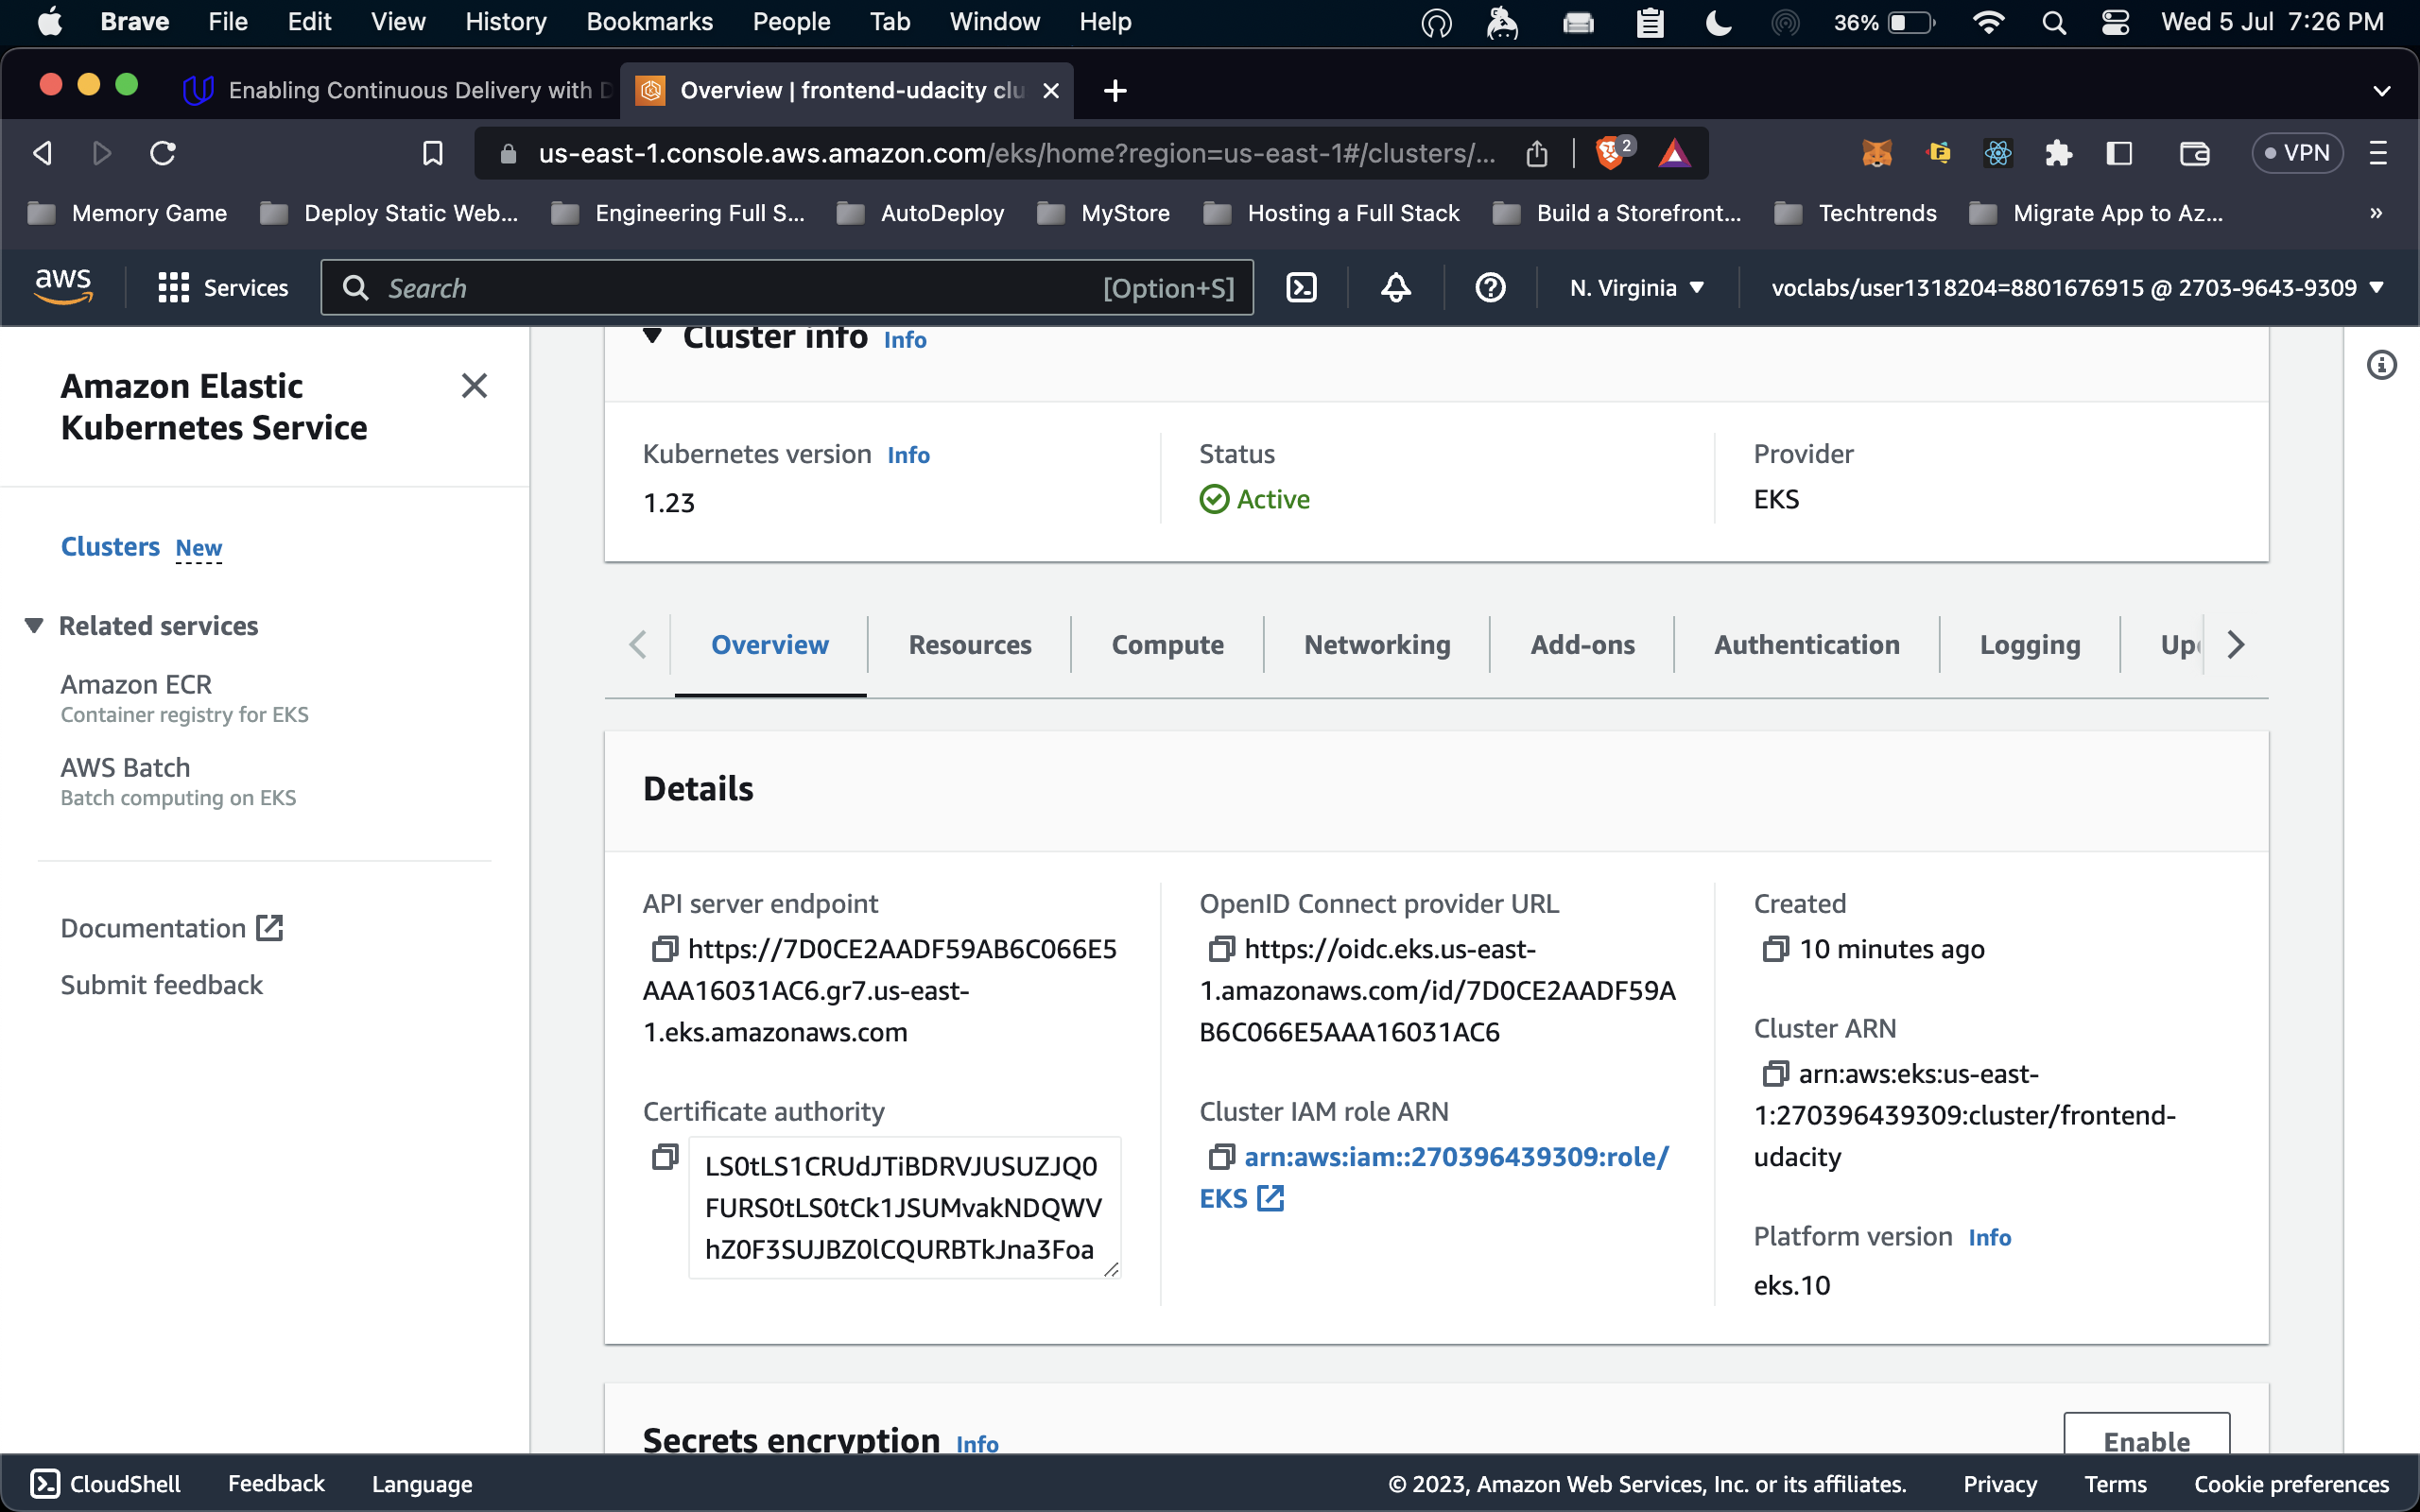 Brave File Edit View History Bookmarks People Tab Window Help 36% Wed 5 Jul 7:26 PM
Enabling Continuous Delivery with D Overview | frontend-udacity clu
us-east-1.console.aws.amazon.com/eks/home?region=us-east-1#/clusters/... 2 VPN
Memory Game Deploy Static Web... Engineering Full S... AutoDeploy MyStore Hosting a Full Stack Build a Storefront... Techtrends Migrate App to Az... »
aws Services Search [Option+S] N. Virginia voclabs/user1318204=8801676915 @ 2703-9643-9309
Amazon Elastic
Kubernetes Service
Clusters New
Related services
Amazon ECR
Container registry for EKS
AWS Batch
Batch computing on EKS
Documentation
Submit feedback
Cluster info Info
Kubernetes version Info
1.23
Status
Active
Provider
EKS
Overview Resources Compute Networking Add-ons Authentication Logging
Details
API server endpoint
https://7D0CE2AADF59AB6C066E5
AAA16031AC6.gr7.us-east-
1.eks.amazonaws.com
Certificate authority
LS0tLS1CRUdJTiBDRVJUSUZJQ0
FURS0tLS0tCk1JSUMvakNDQWV
hZ0F3SUJBZ0lCQURBTkJna3Foa
OpenID Connect provider URL
https://oidc.eks.us-east-
1.amazonaws.com/id/7D0CE2AADF59A
B6C066E5AAA16031AC6
Cluster IAM role ARN
arn:aws:iam::270396439309:role/
EKS
Created
10 minutes ago
Cluster ARN
arn:aws:eks:us-east-
1:270396439309:cluster/frontend-
udacity
Platform version Info
eks.10
Secrets encryption Info
Enable
CloudShell Feedback Language © 2023, Amazon Web Services, Inc. or its affiliates. Privacy Terms Cookie preferences